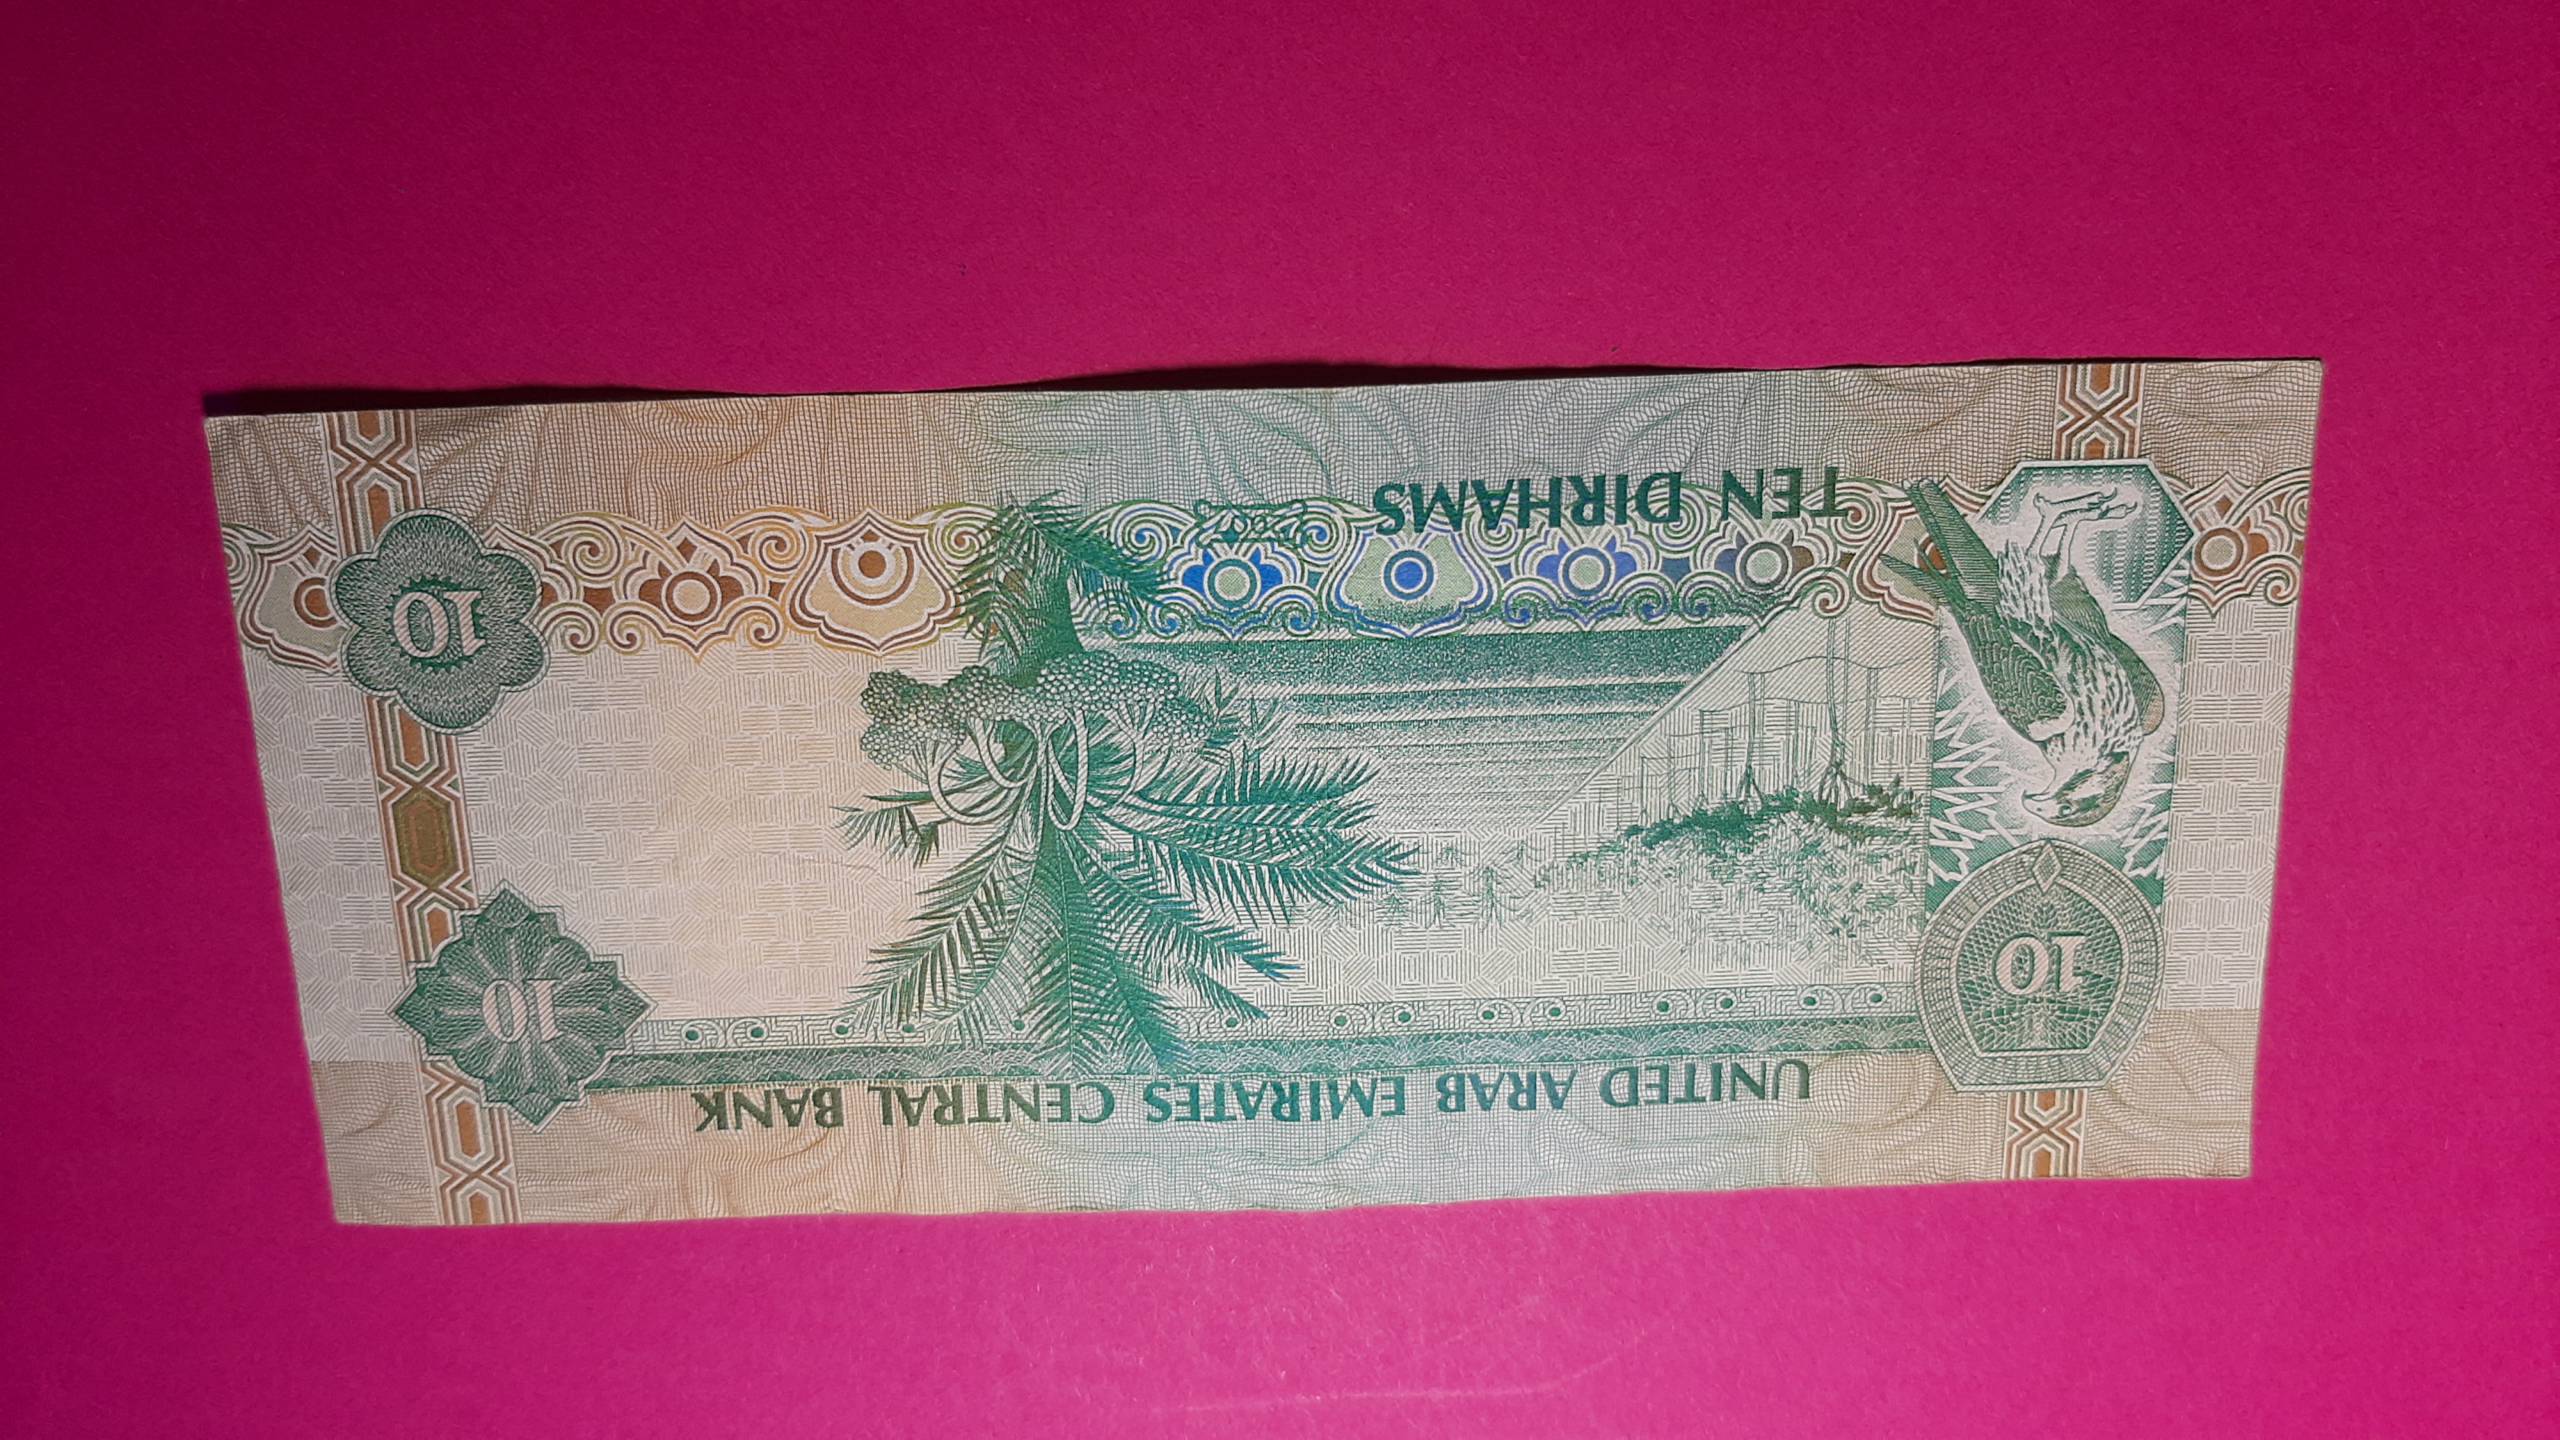 UNITED ARAB EMIRATES CENTRAL BANK
10
10
10
TEN DIRHAMS